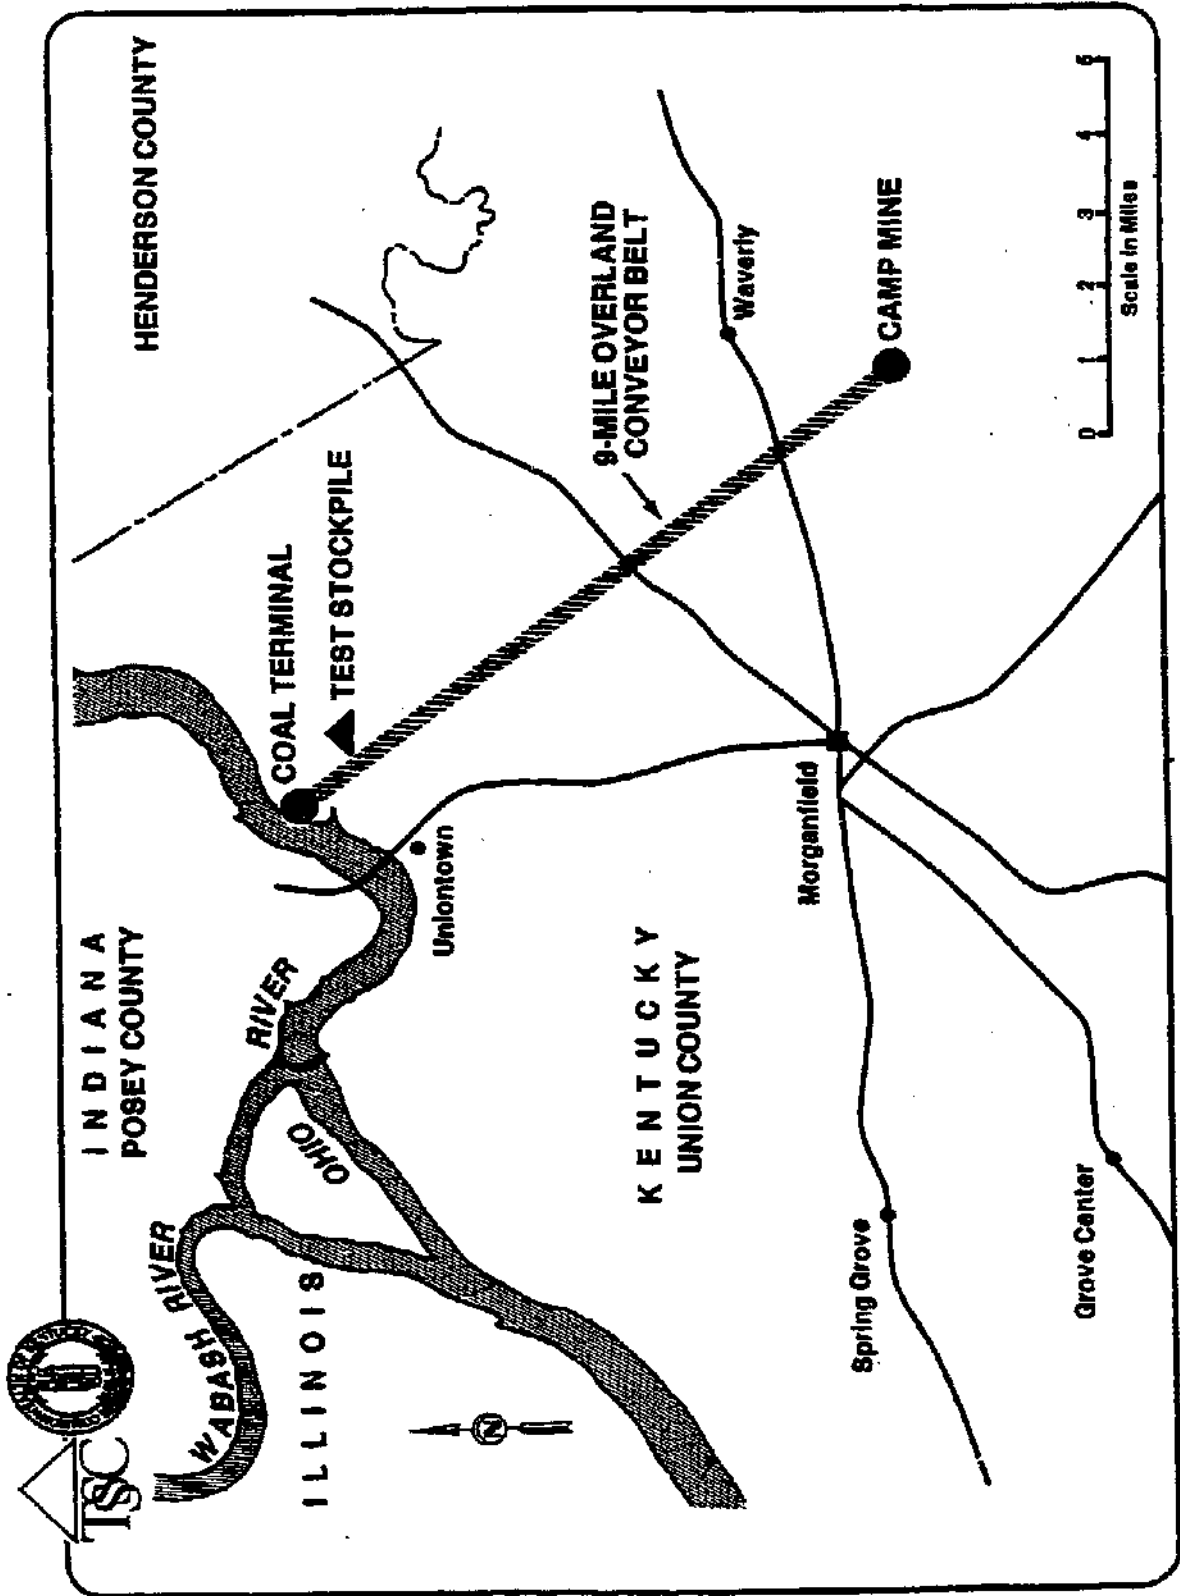 TSSC
INDIANA
POSEY COUNTY
HENDERSON COUNTY
WABASH RIVER
OHIO RIVER
ILLINOIS
N
COAL TERMINAL
TEST STOCKPILE
Uniontown
9-MILE OVERLAND
CONVEYOR BELT
KENTUCKY
UNION COUNTY
Waverly
Morganfield
CAMP MINE
Spring Grove
Grove Center
0 1 2 3 4 5
Scale in Miles